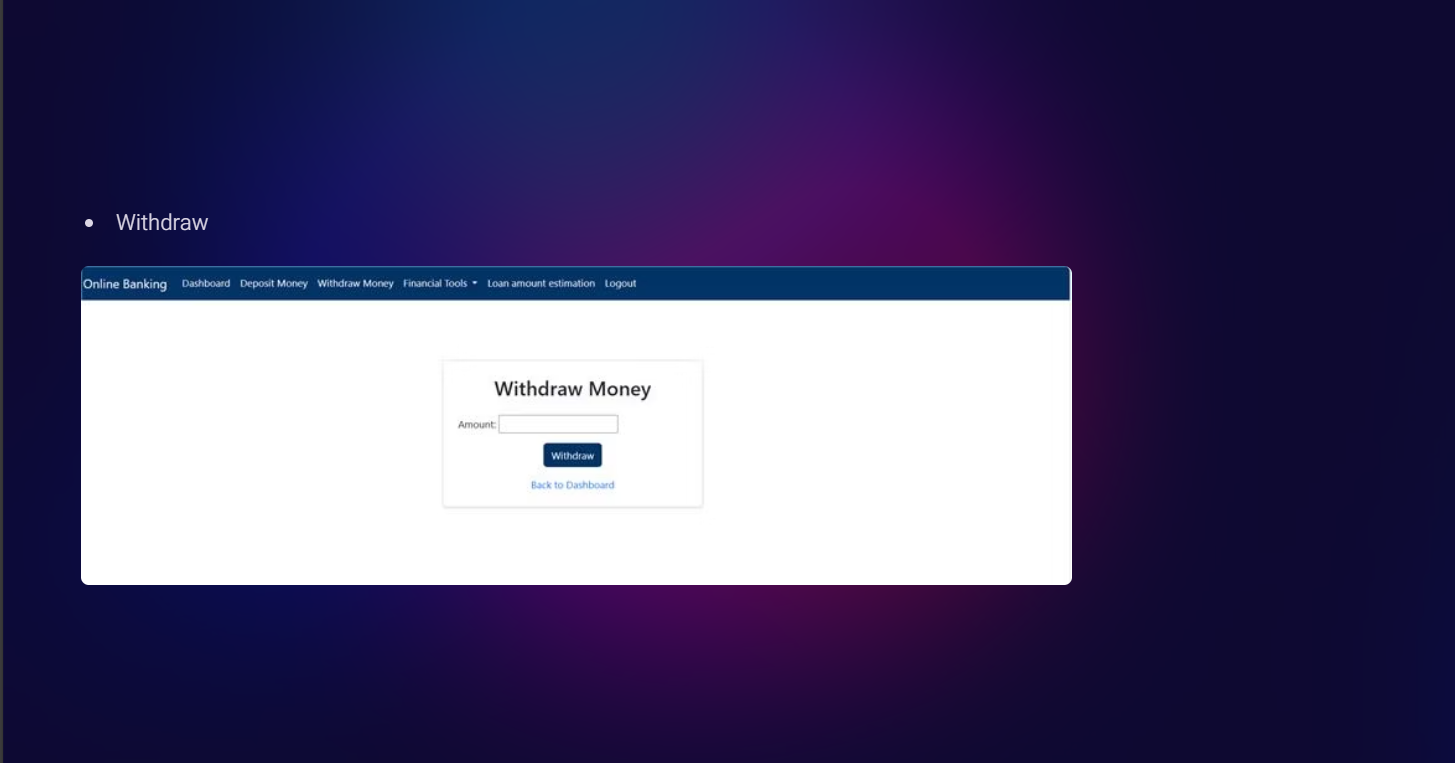 • Withdraw
Online Banking Dashboard Deposit Money Withdraw Money Financial Tools Loan amount estimation Logout
Withdraw Money
Amount:
Withdraw
Back to Dashboard